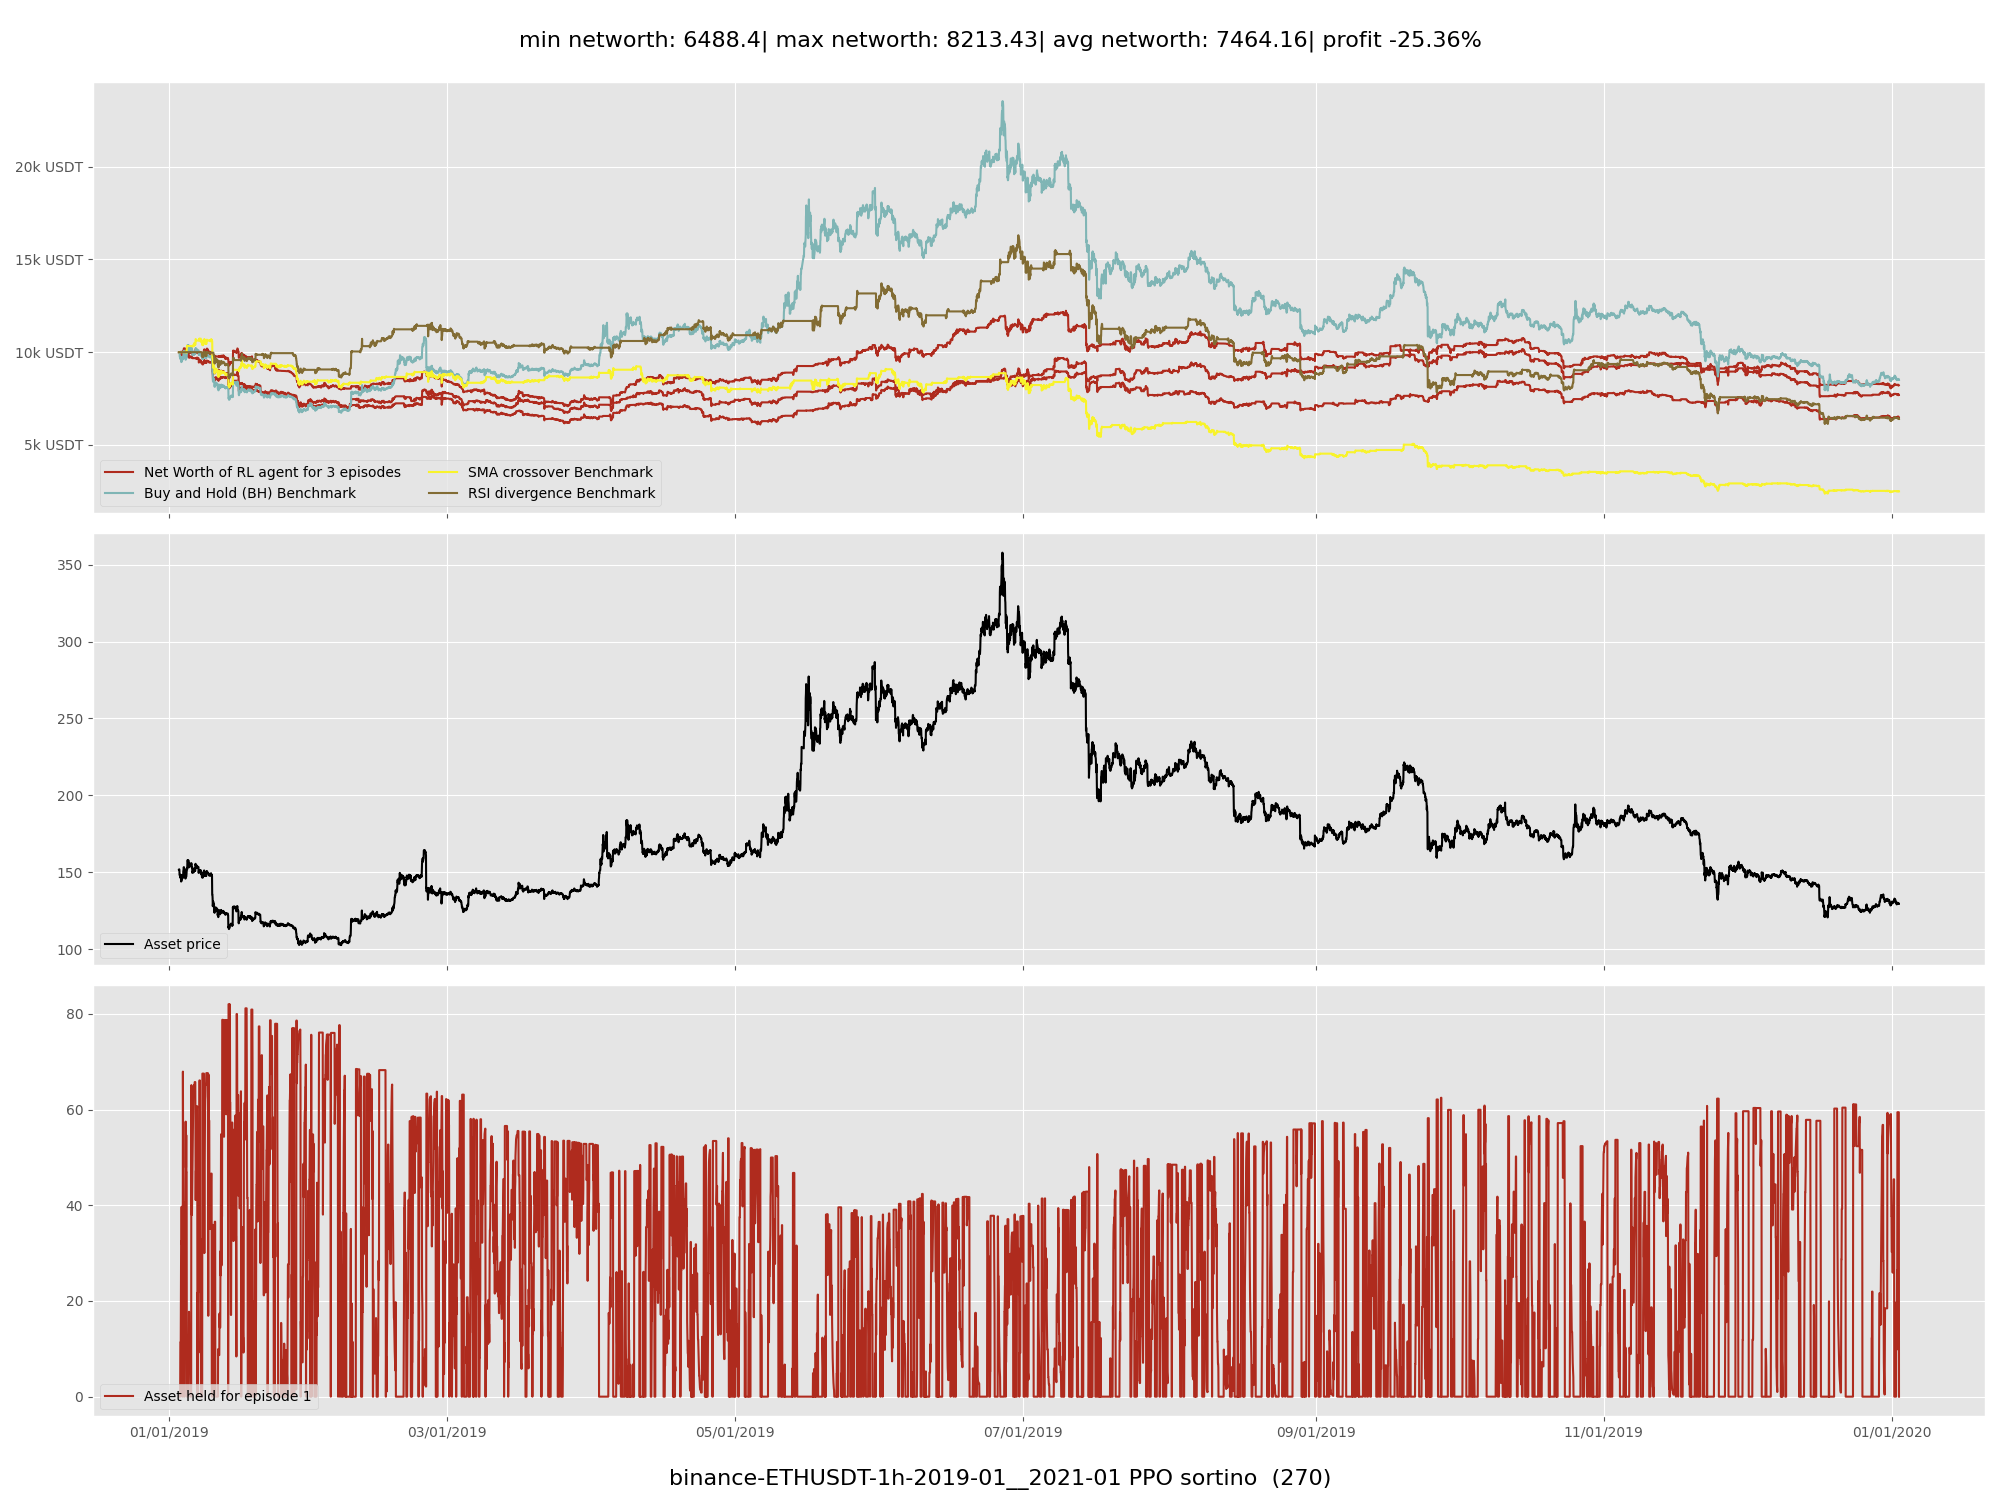 min networth: 6488.4| max networth: 8213.43| avg networth: 7464.16| profit -25.36%
20k USDT
15k USDT
10k USDT
5k USDT
Net Worth of RL agent for 3 episodes
Buy and Hold (BH) Benchmark
SMA crossover Benchmark
RSI divergence Benchmark
350
300
250
200
150
100
Asset price
80
60
40
20
0
Asset held for episode 1
01/01/2019 03/01/2019 05/01/2019 07/01/2019 09/01/2019 11/01/2019 01/01/2020
binance-ETHUSDT-1h-2019-01__2021-01 PPO sortino (270)